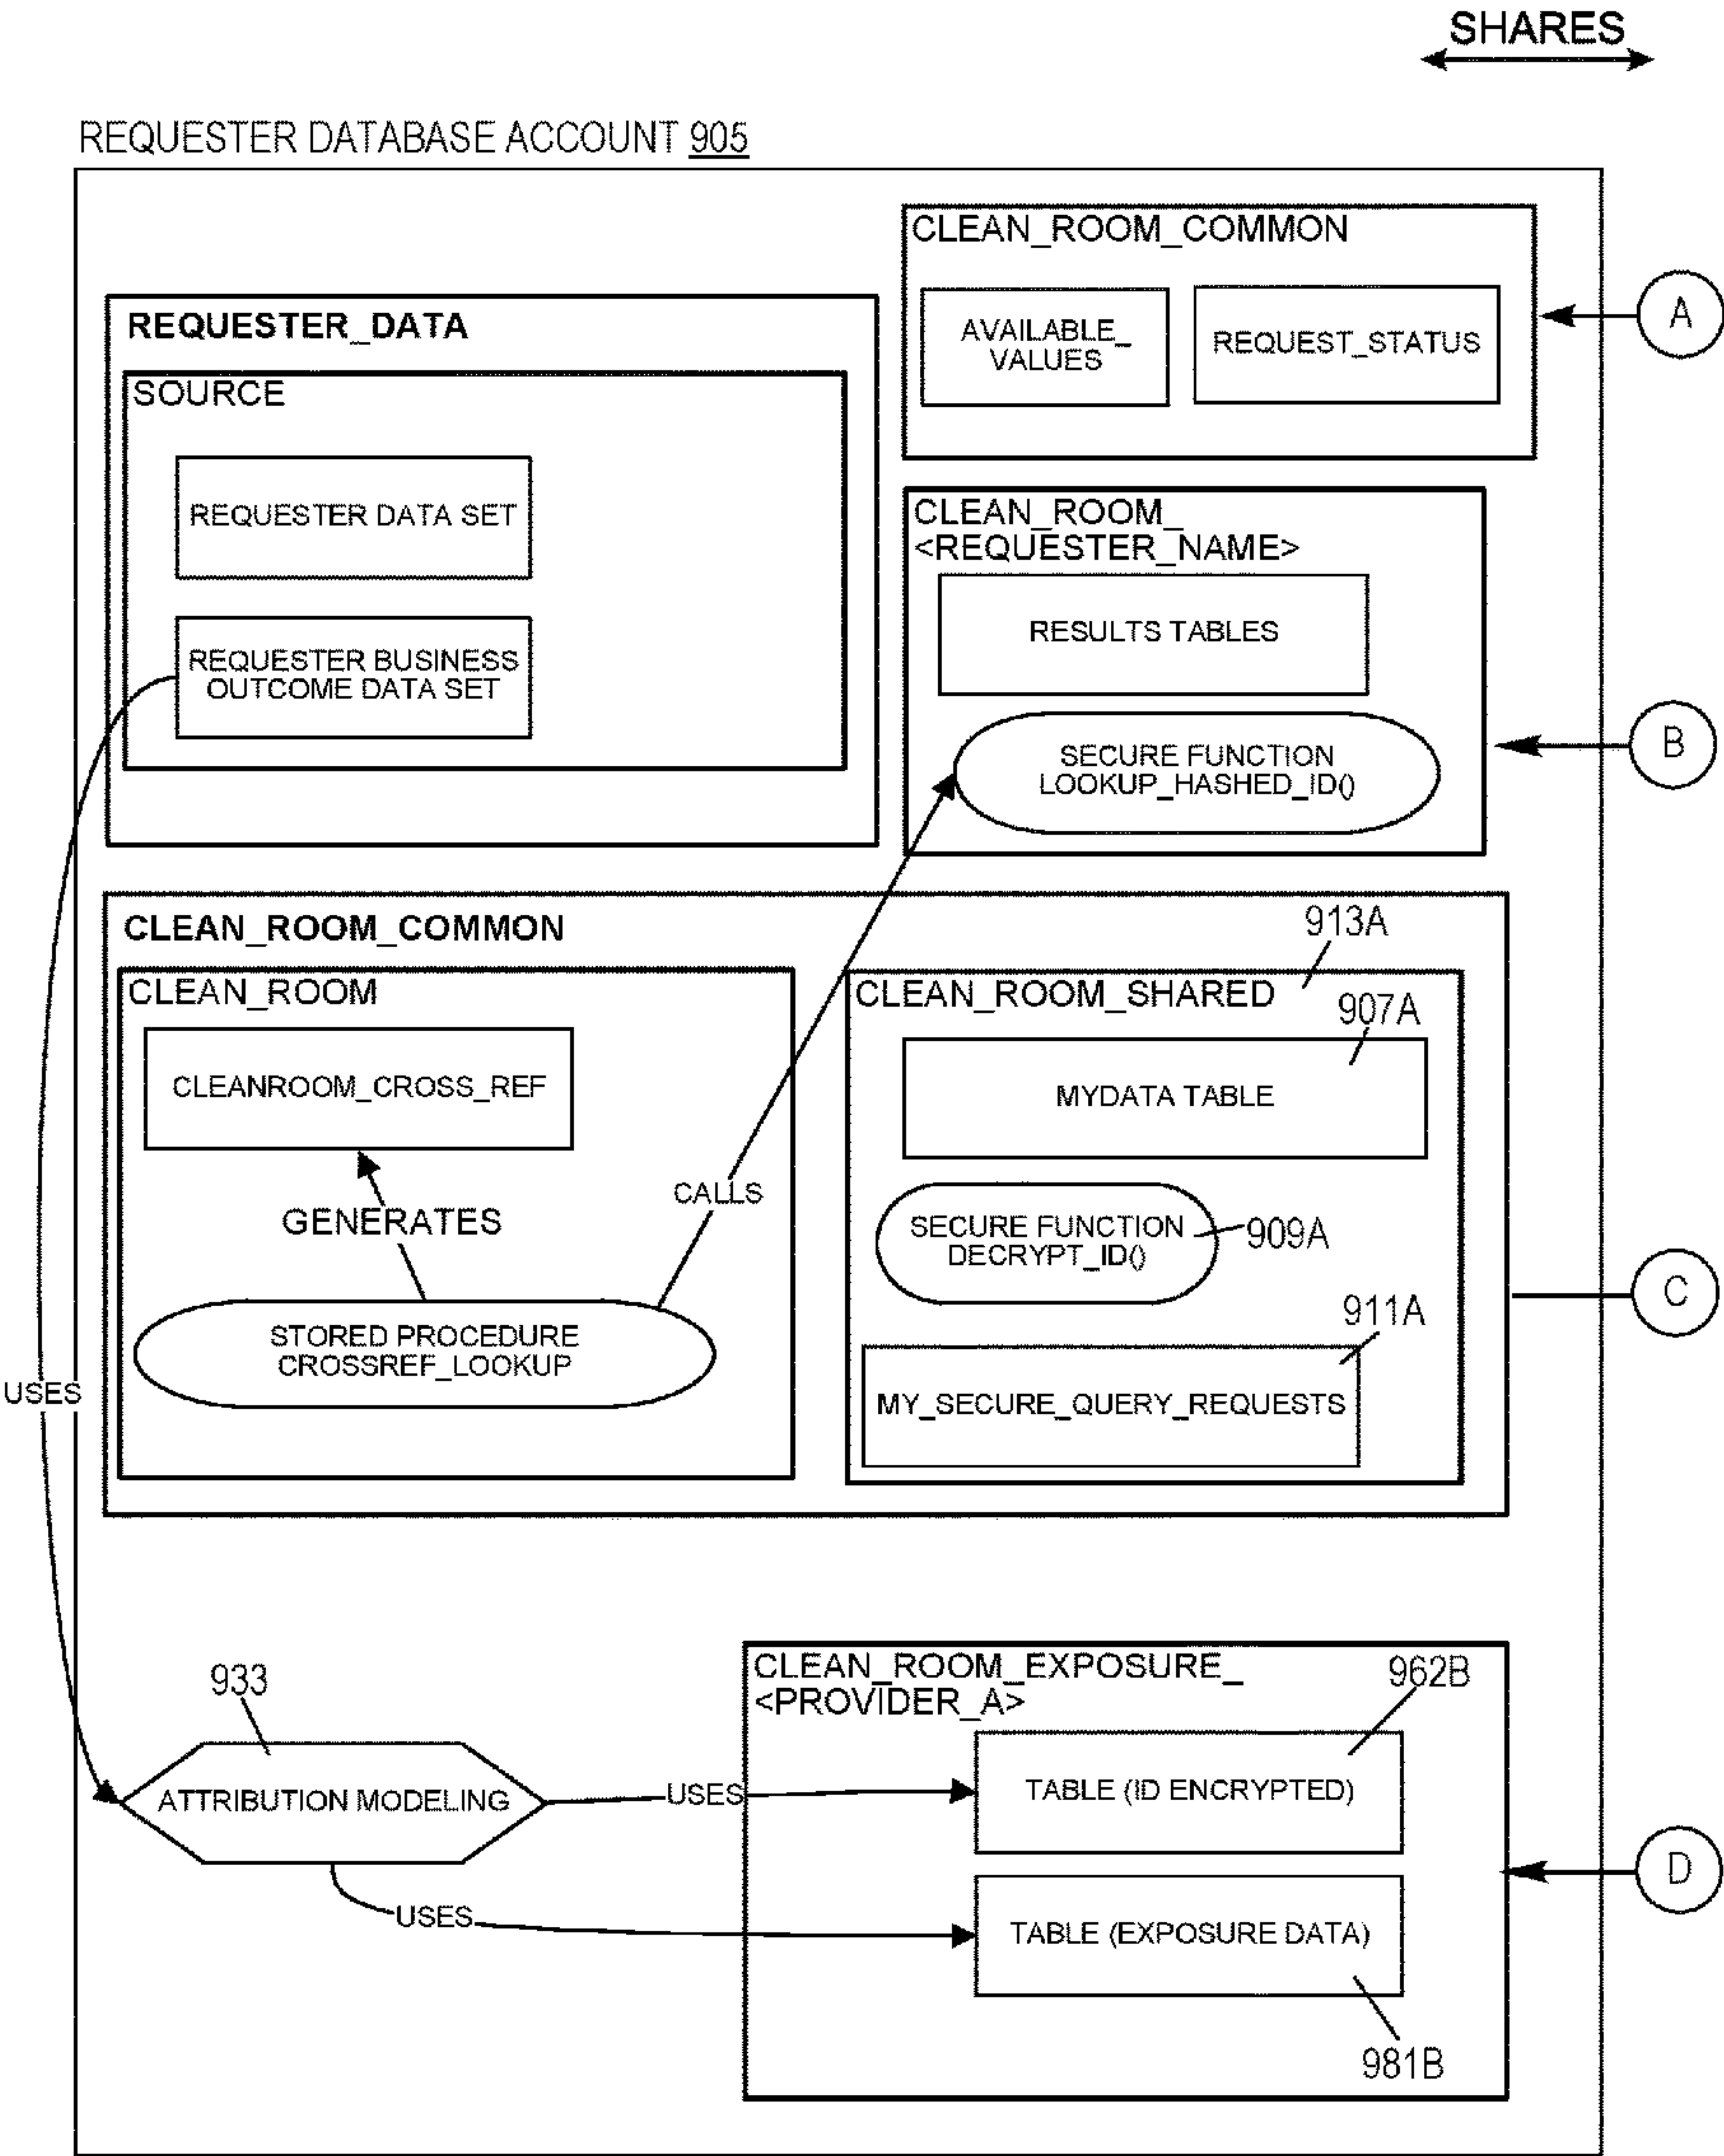 SHARES
REQUESTER DATABASE ACCOUNT 905
CLEAN_ROOM_COMMON
AVAILABLE_
VALUES
REQUEST_STATUS
A
REQUESTER_DATA
SOURCE
REQUESTER DATA SET
REQUESTER BUSINESS
OUTCOME DATA SET
CLEAN_ROOM_
<REQUESTER_NAME>
RESULTS TABLES
SECURE FUNCTION
LOOKUP_HASHED_ID()
B
CLEAN_ROOM_COMMON
CLEAN_ROOM
CLEANROOM_CROSS_REF
GENERATES
STORED PROCEDURE
CROSSREF_LOOKUP
CALLS
913A
CLEAN_ROOM_SHARED
907A
MYDATA TABLE
SECURE FUNCTION
DECRYPT_ID()
909A
911A
MY_SECURE_QUERY_REQUESTS
C
USES
933
ATTRIBUTION MODELING
USES
USES
CLEAN_ROOM_EXPOSURE_
<PROVIDER_A>
962B
TABLE (ID ENCRYPTED)
TABLE (EXPOSURE DATA)
981B
D